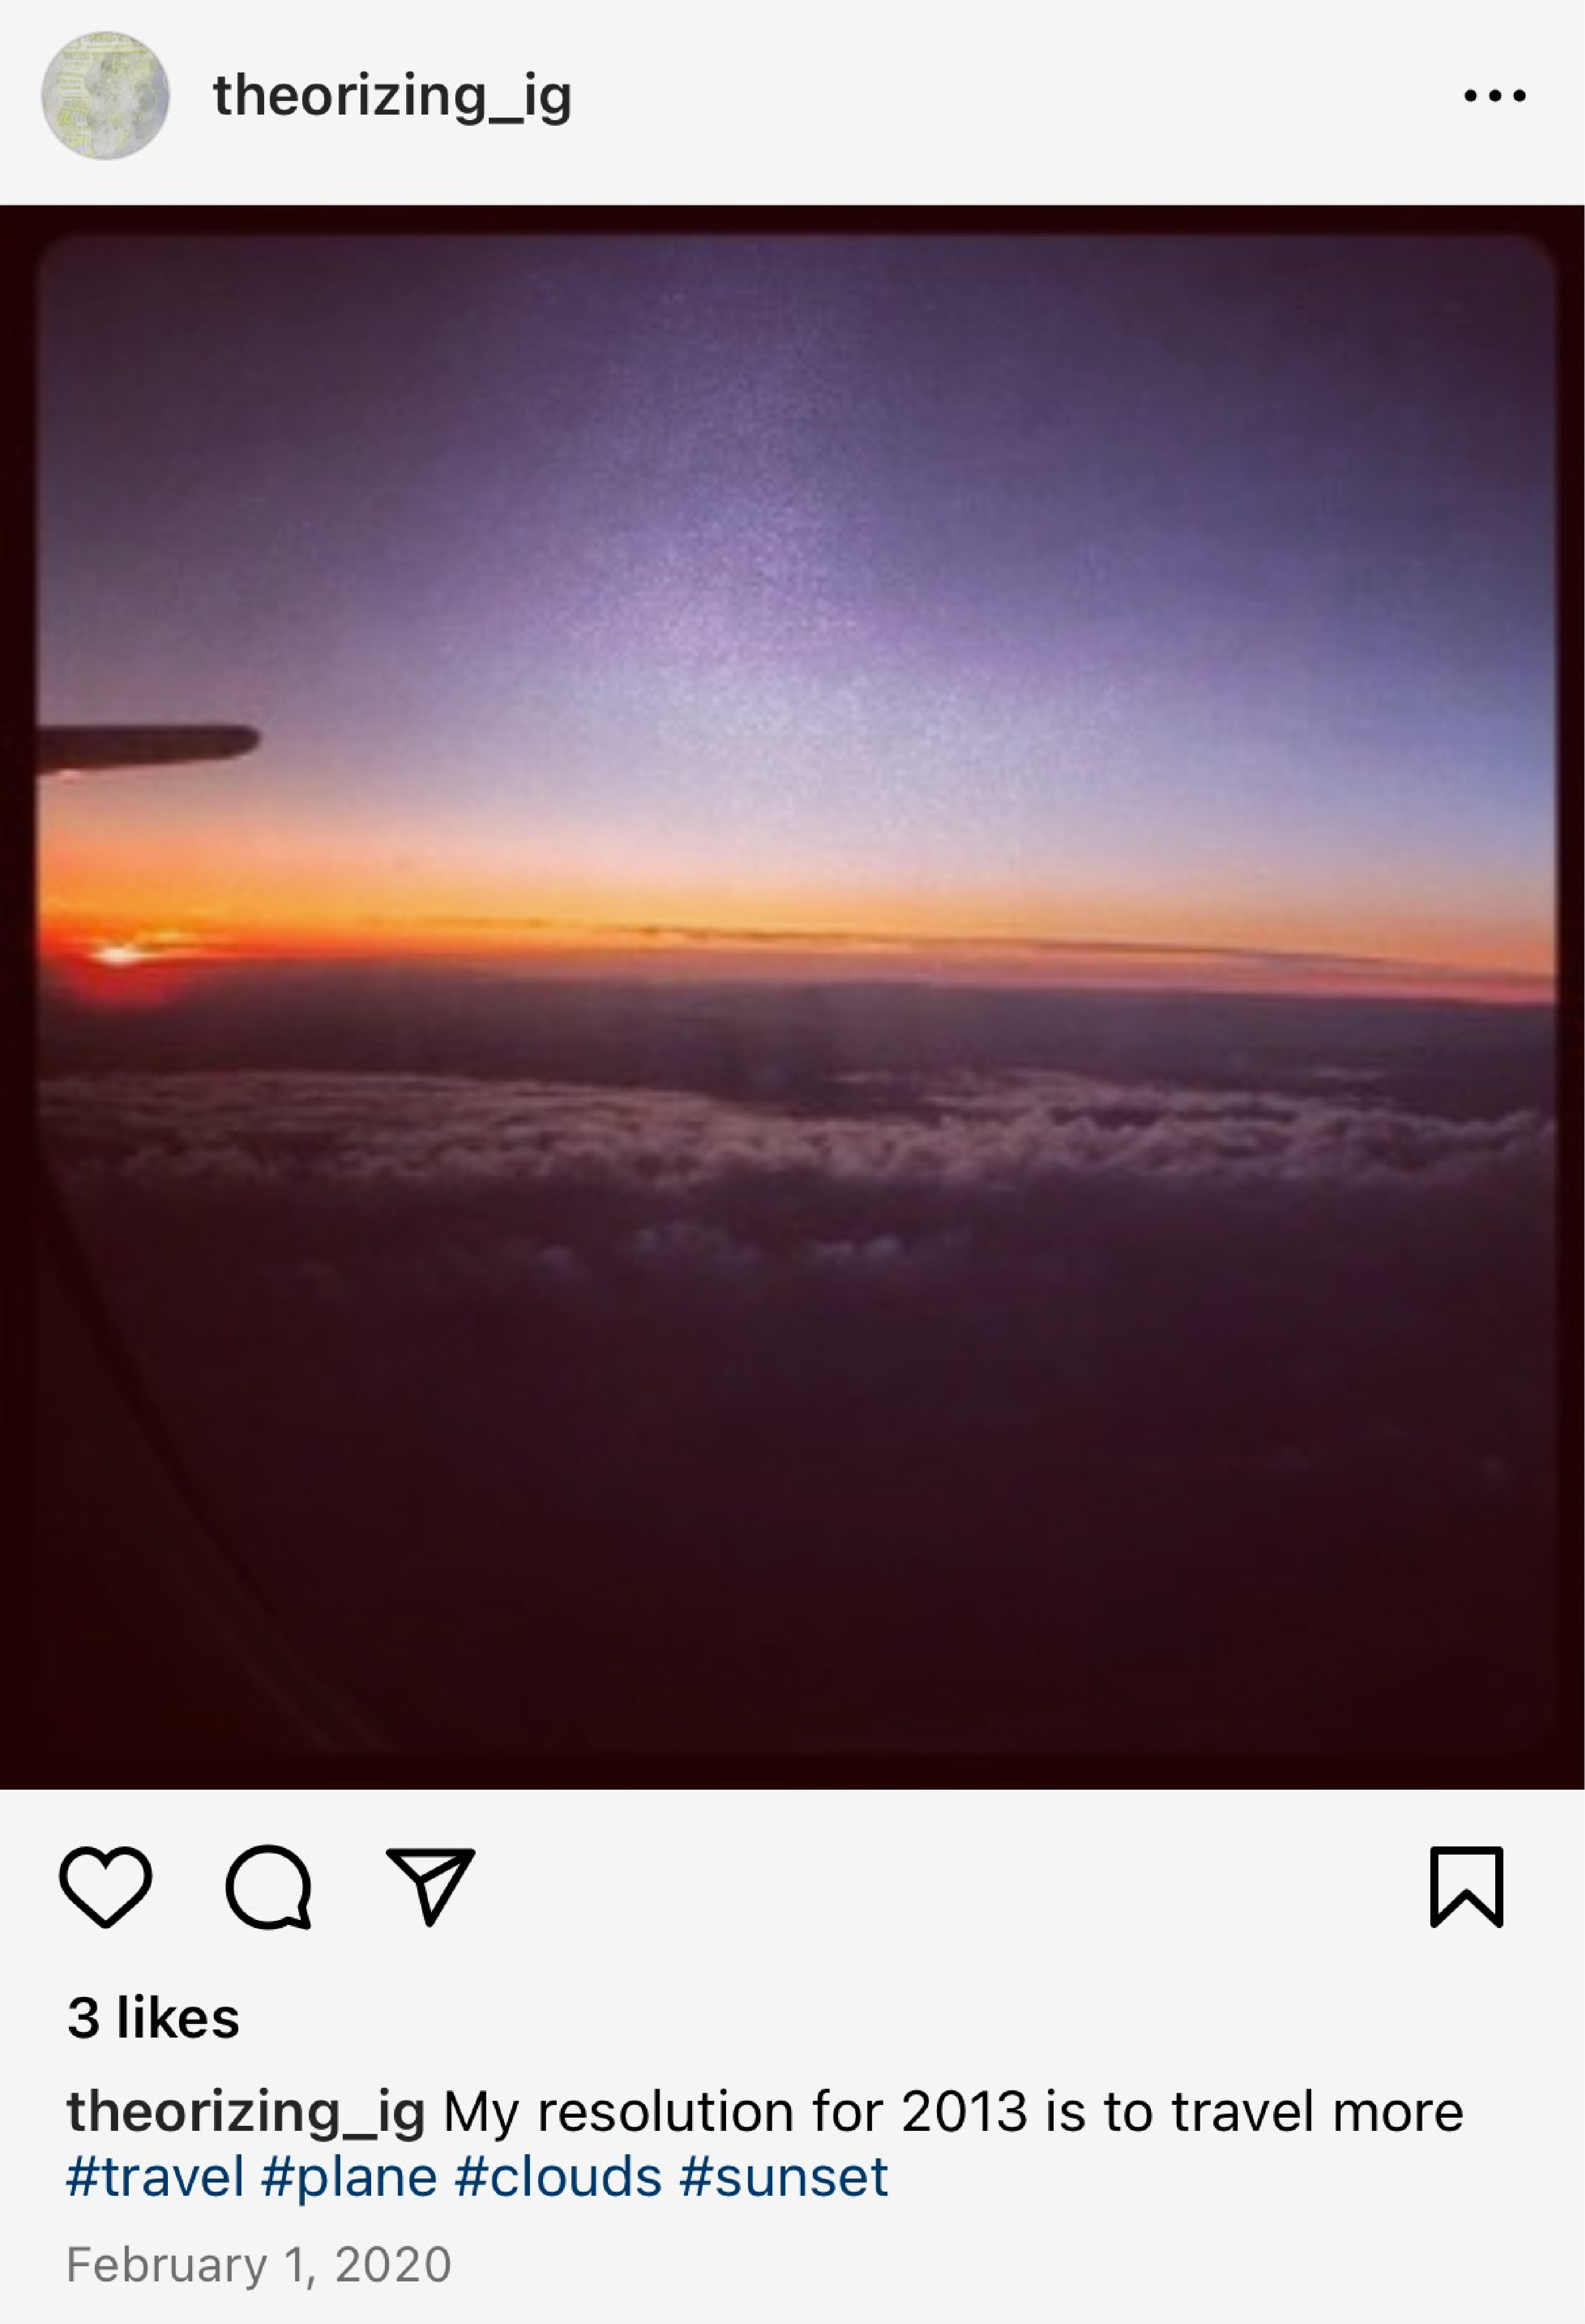 theorizing_ig
3 likes
theorizing_ig My resolution for 2013 is to travel more
#travel #plane #clouds #sunset
February 1, 2020